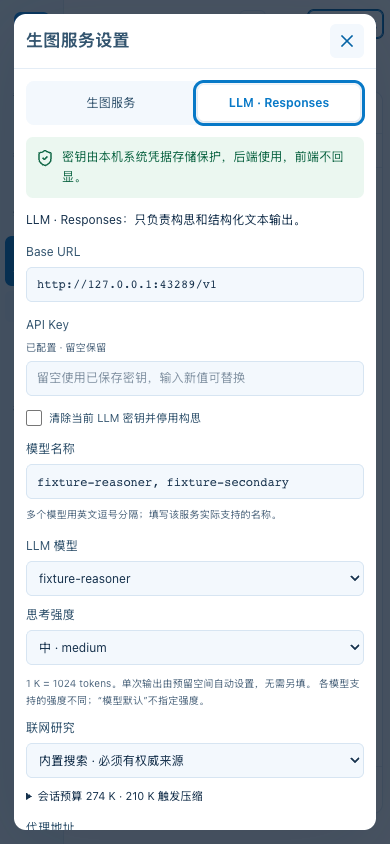 生图服务设置
生图服务
LLM · Responses
密钥由本机系统凭据存储保护，后端使用，前端不回
显。
LLM · Responses：只负责构思和结构化文本输出。
Base URL
http://127.0.0.1:43289/v1
API Key
已配置 · 留空保留
留空使用已保存密钥，输入新值可替换
清除当前 LLM 密钥并停用构思
模型名称
fixture-reasoner, fixture-secondary
多个模型用英文逗号分隔；填写该服务实际支持的名称。
LLM 模型
fixture-reasoner
思考强度
中 · medium
1 K = 1024 tokens。单次输出由预留空间自动设置，无需另填。 各模型支
持的强度不同；“模型默认”不指定强度。
联网研究
内置搜索 · 必须有权威来源
会话预算 274 K · 210 K 触发压缩
代理地址